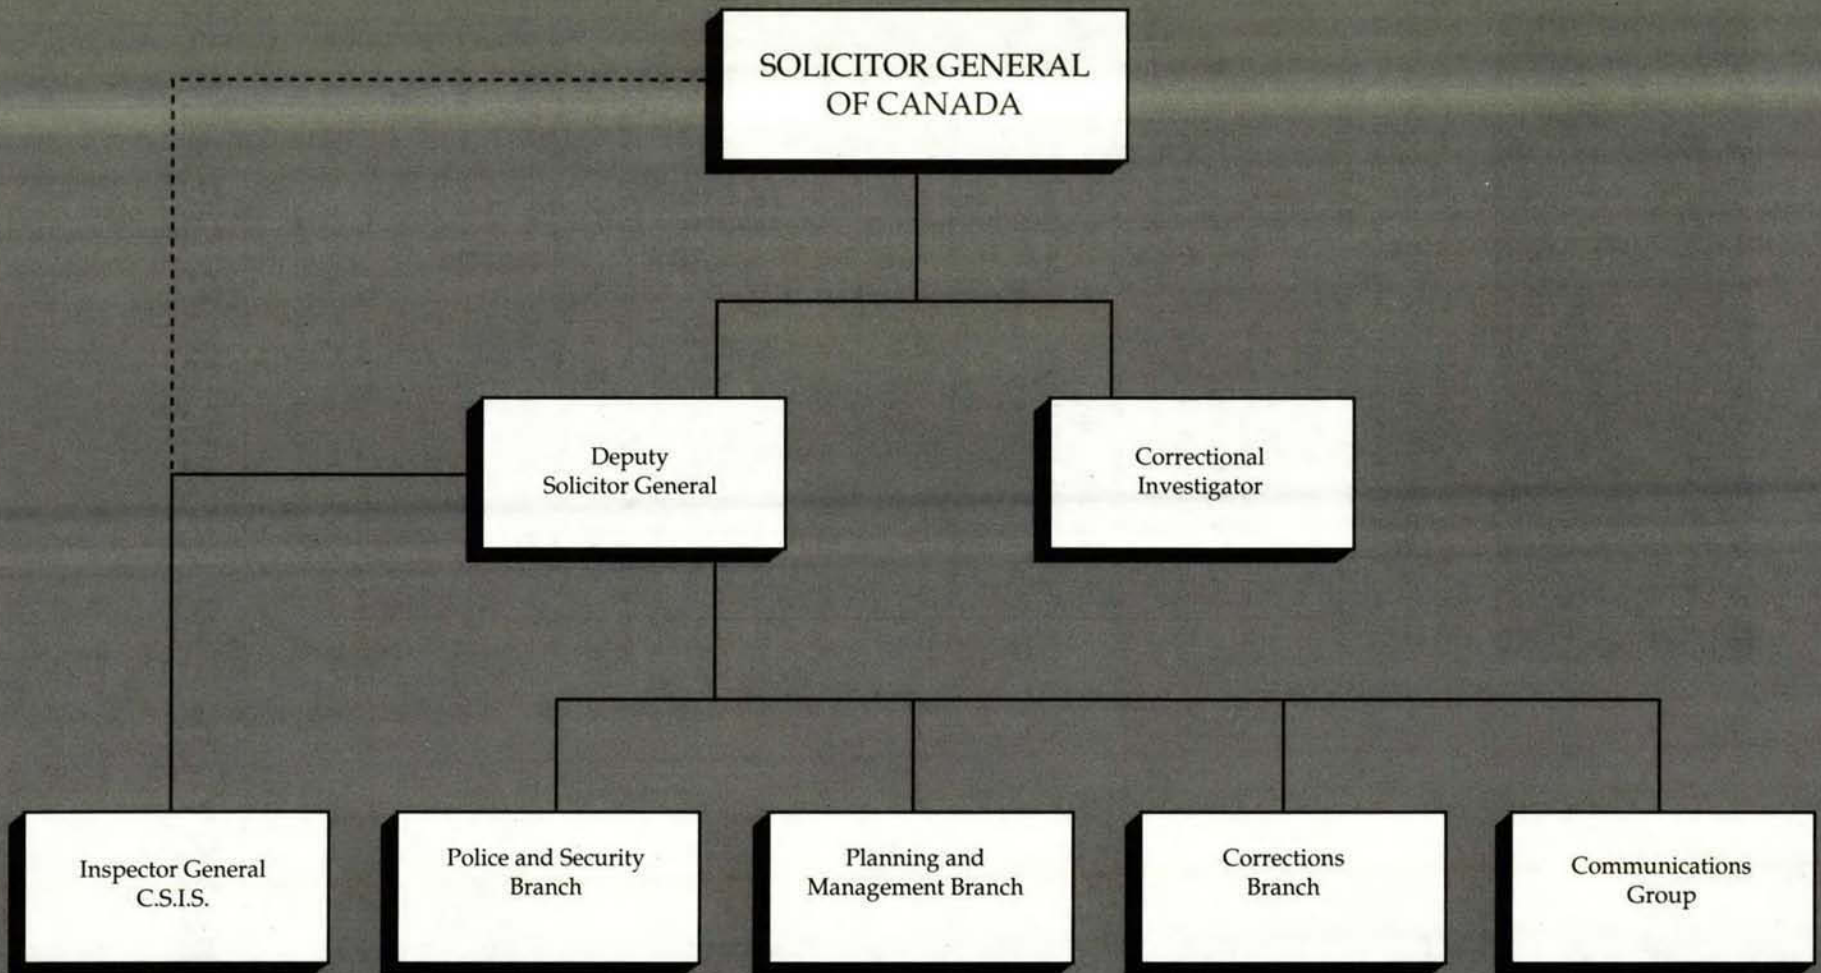 SOLICITOR GENERAL
OF CANADA
Deputy
Solicitor General
Correctional
Investigator
Inspector General
C.S.I.S.
Police and Security
Branch
Planning and
Management Branch
Corrections
Branch
Communications
Group